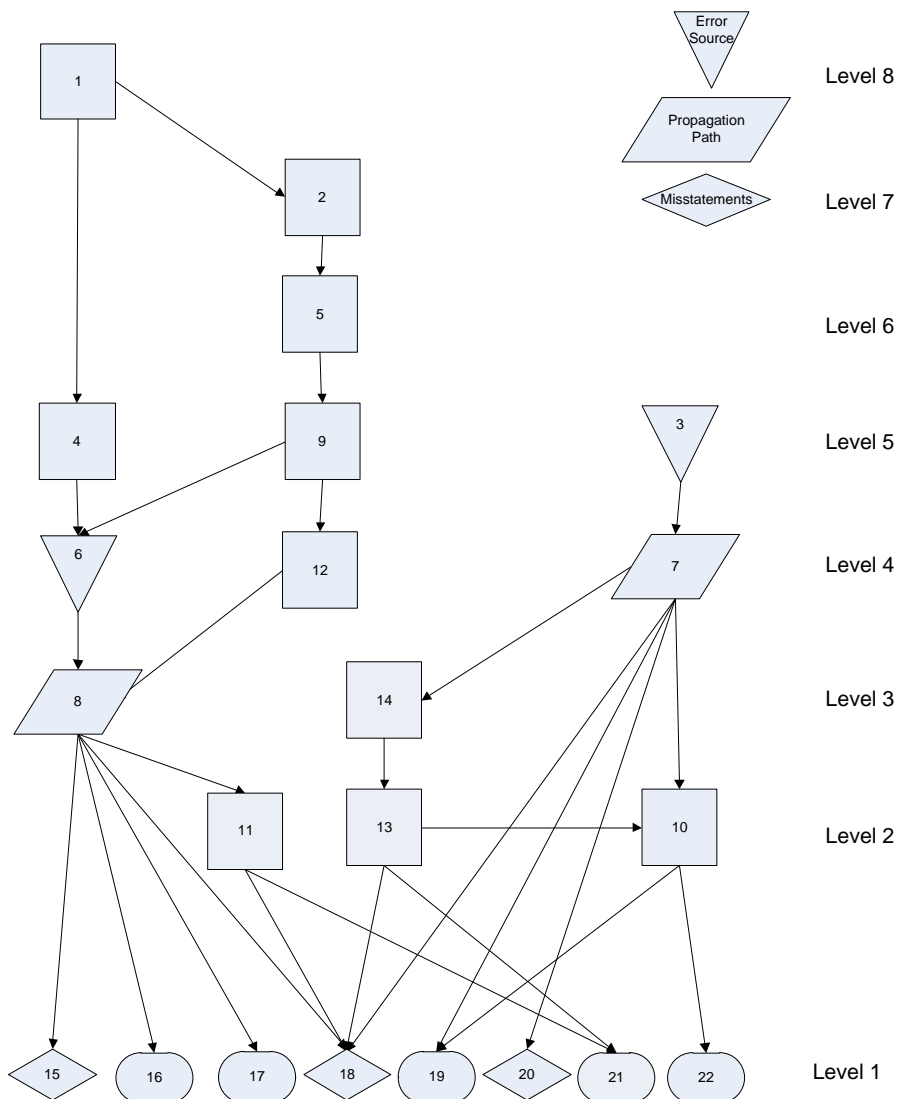 Error
Source
1
Level 8
Propagation
Path
2
Misstatements
Level 7
5
Level 6
4
9
3
Level 5
6
12
7
Level 4
8
14
Level 3
11
13
10
Level 2
15
16
17
18
19
20
21
22
Level 1